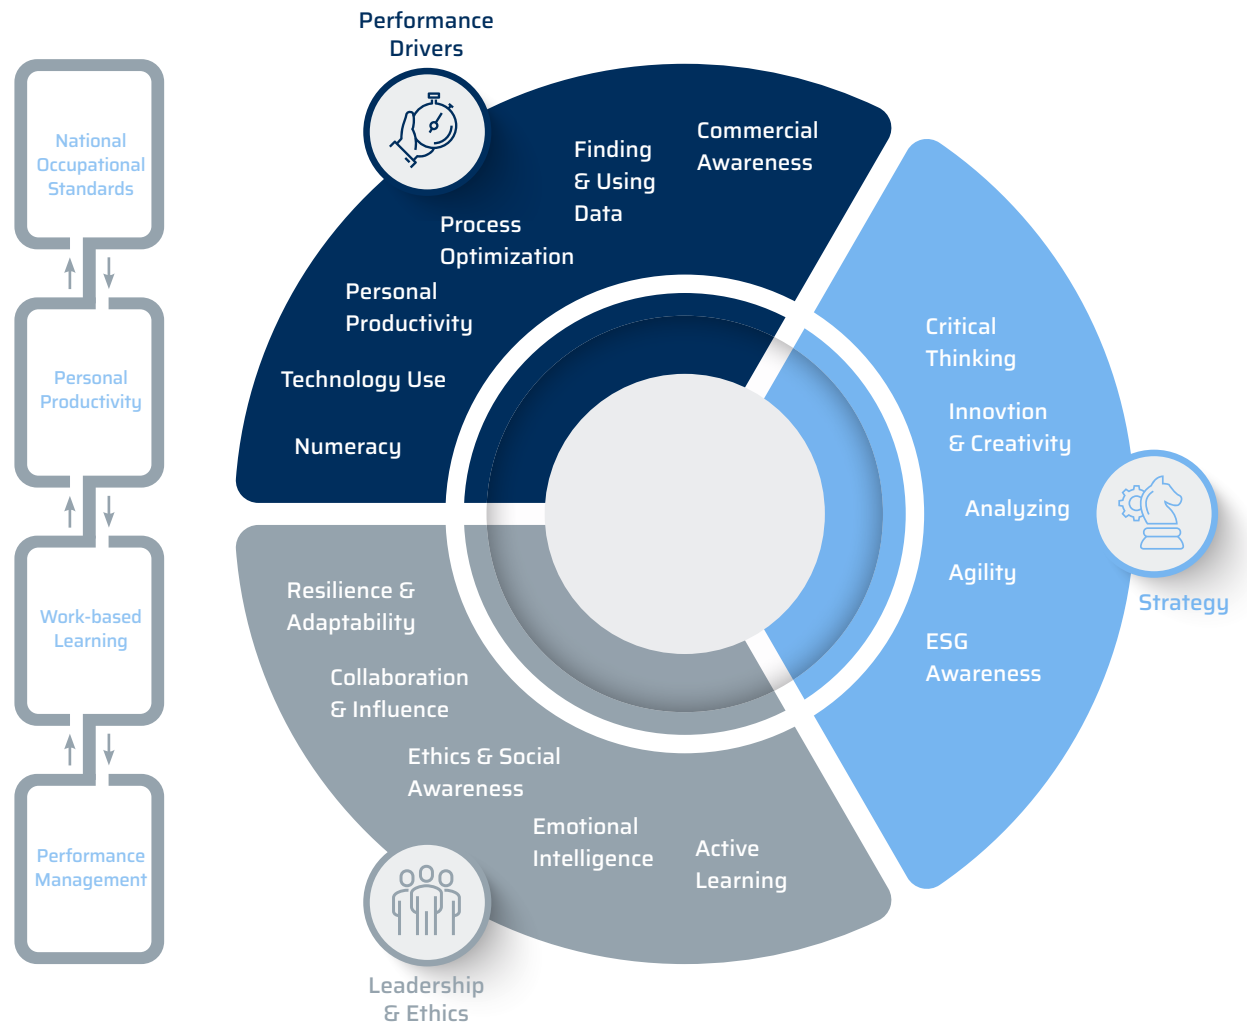 National
Occupational
Standards
Personal
Productivity
Work-based
Learning
Performance
Management
Performance
Drivers
Commercial
Awareness
Finding
& Using
Data
Process
Optimization
Personal
Productivity
Technology Use
Numeracy
Critical
Thinking
Innovtion
& Creativity
Analyzing
Agility
ESG
Awareness
Strategy
Resilience &
Adaptability
Collaboration
& Influence
Ethics & Social
Awareness
Emotional
Intelligence
Active
Learning
Leadership
& Ethics